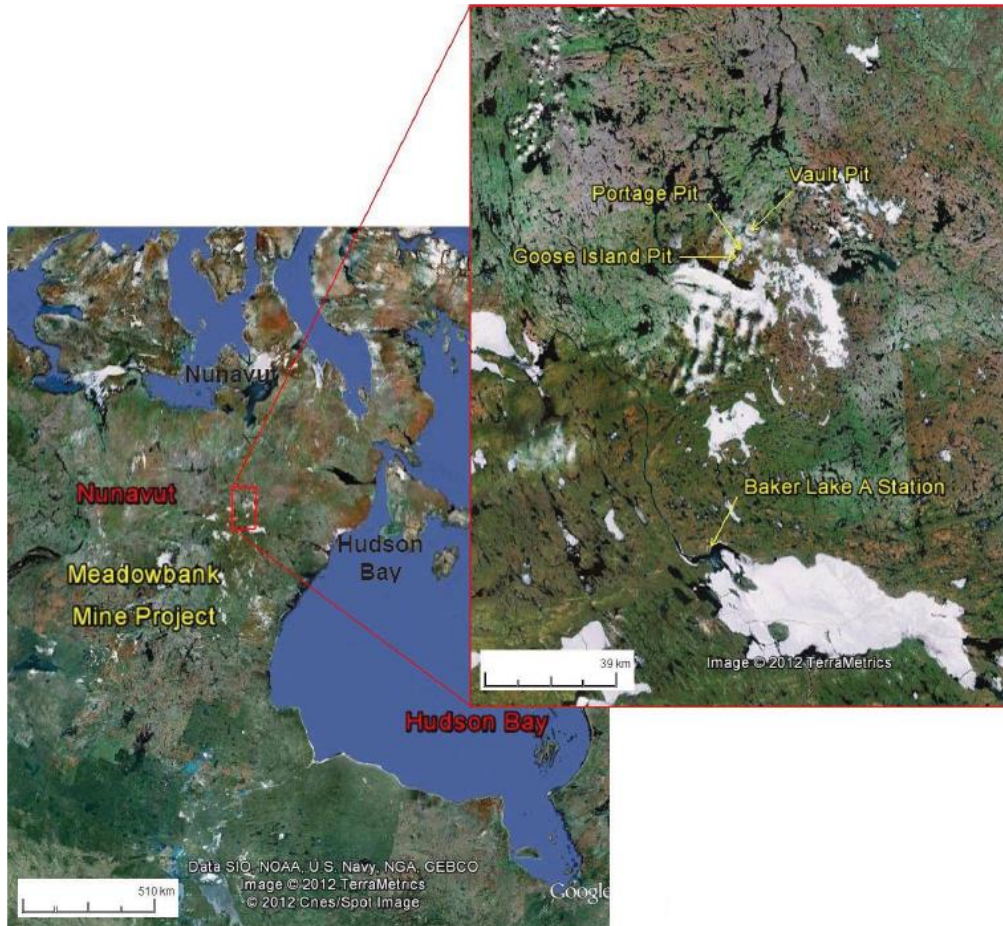 Vault Pit
Portage Pit
Goose Island Pit
Baker Lake A Station
39 km
Image © 2012 TerraMetrics
Nunavut
Nunavut
Hudson
Bay
Meadowbank
Mine Project
Hudson Bay
Data SIO, NOAA, U.S. Navy, NGA, GEBCO
Image © 2012 TerraMetrics
© 2012 Cnes/Spot Image
510 km
Google